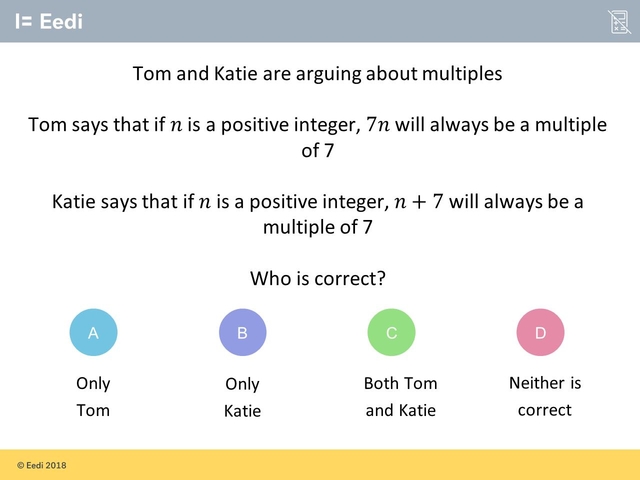 I= Eedi
Tom and Katie are arguing about multiples
Tom says that if n is a positive integer, 7n will always be a multiple
of 7
Katie says that if n is a positive integer, n + 7 will always be a
multiple of 7
Who is correct?
A
B
C
D
Only
Tom
Only
Katie
Both Tom
and Katie
Neither is
correct
© Eedi 2018